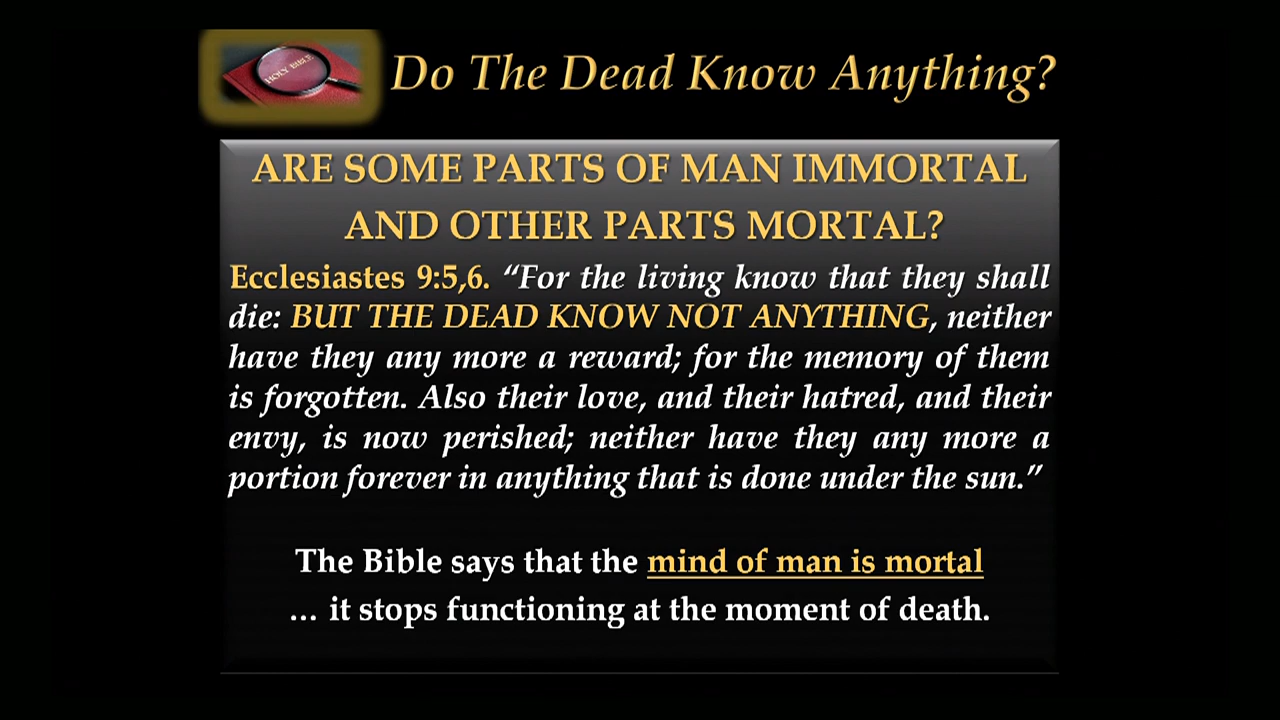 HOLY BIBLE
Do The Dead Know Anything?
ARE SOME PARTS OF MAN IMMORTAL
AND OTHER PARTS MORTAL?
Ecclesiastes 9:5,6. “For the living know that they shall
die: BUT THE DEAD KNOW NOT ANYTHING, neither
have they any more a reward; for the memory of them
is forgotten. Also their love, and their hatred, and their
envy, is now perished; neither have they any more a
portion forever in anything that is done under the sun.”
The Bible says that the mind of man is mortal
… it stops functioning at the moment of death.